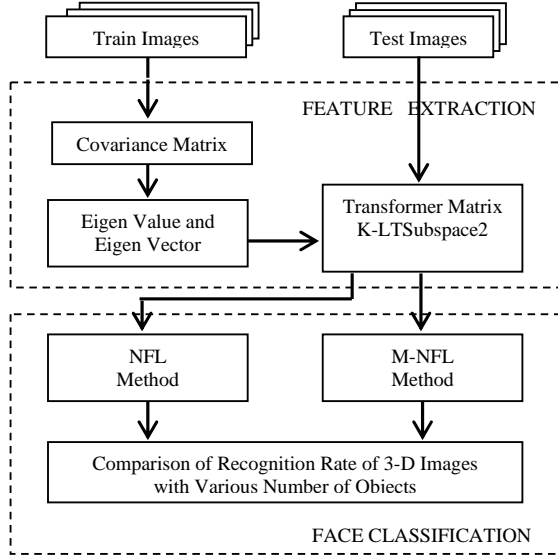 Train Images
Test Images
FEATURE EXTRACTION
Covariance Matrix
Eigen Value and
Eigen Vector
Transformer Matrix
K-LTSubspace2
NFL
Method
M-NFL
Method
Comparison of Recognition Rate of 3-D Images
with Various Number of Objects
FACE CLASSIFICATION